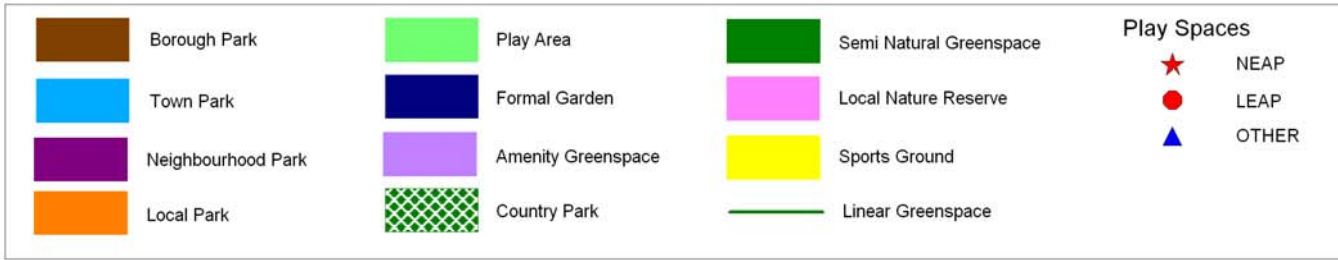 Borough Park
Town Park
Neighbourhood Park
Local Park
Play Area
Formal Garden
Amenity Greenspace
Country Park
Semi Natural Greenspace
Local Nature Reserve
Sports Ground
Linear Greenspace
Play Spaces
NEAP
LEAP
OTHER